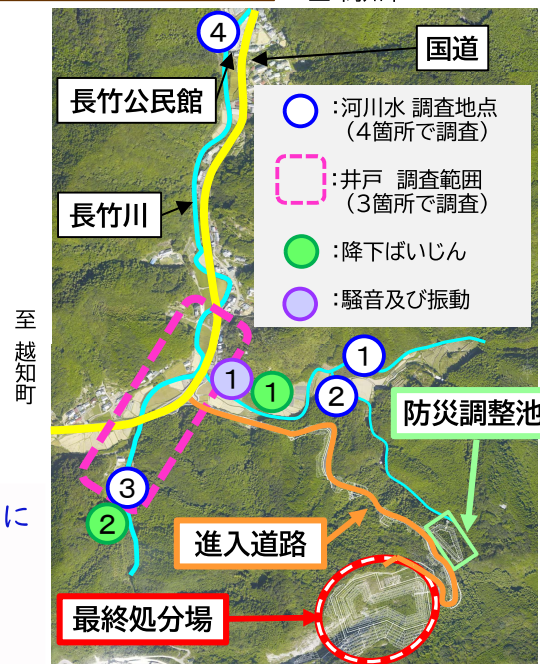 ④
国道
長竹公民館
:河川水 調査地点
(4箇所で調査)
:井戸 調査範囲
(3箇所で調査)
長竹川
:降下ばいじん
:騒音及び振動
至 越知町
1
1
1
2
防災調整池
3
2
に
進入道路
最終処分場